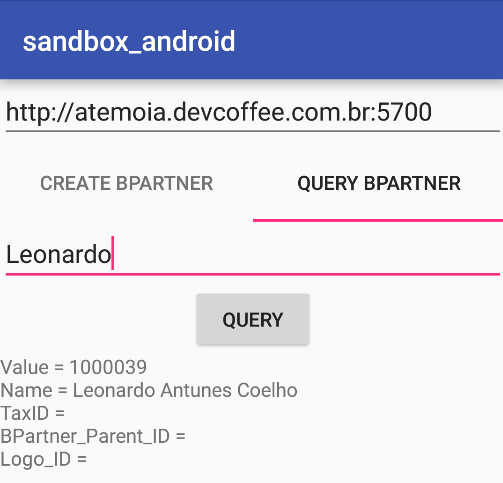 sandbox_android
http://atemoia.devcoffee.com.br:5700
CREATE BPARTNER QUERY BPARTNER
Leonardo
QUERY
Value = 1000039
Name = Leonardo Antunes Coelho
TaxID =
BPartner_Parent_ID =
Logo_ID =